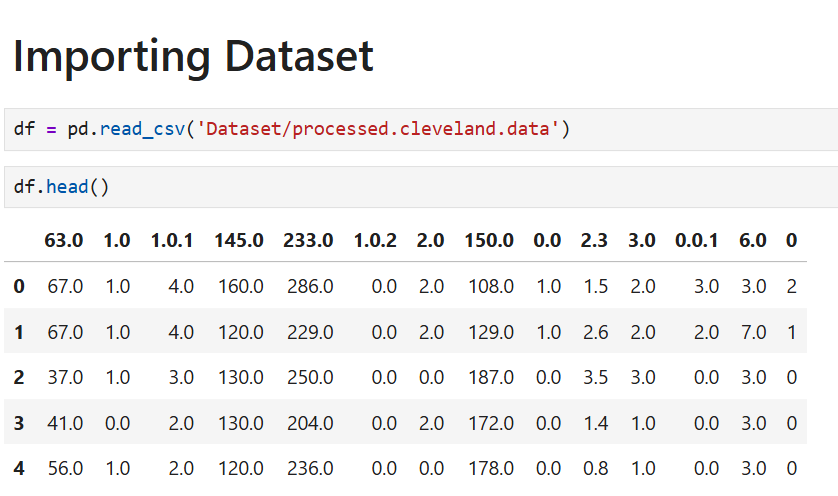 Importing Dataset
df = pd.read_csv('Dataset/processed.cleveland.data')
df.head()
63.0 1.0 1.0.1 145.0 233.0 1.0.2 2.0 150.0 0.0 2.3 3.0 0.0.1 6.0 0
0 67.0 1.0 4.0 160.0 286.0 0.0 2.0 108.0 1.0 1.5 2.0 3.0 3.0 2
1 67.0 1.0 4.0 120.0 229.0 0.0 2.0 129.0 1.0 2.6 2.0 2.0 7.0 1
2 37.0 1.0 3.0 130.0 250.0 0.0 0.0 187.0 0.0 3.5 3.0 0.0 3.0 0
3 41.0 0.0 2.0 130.0 204.0 0.0 2.0 172.0 0.0 1.4 1.0 0.0 3.0 0
4 56.0 1.0 2.0 120.0 236.0 0.0 0.0 178.0 0.0 0.8 1.0 0.0 3.0 0